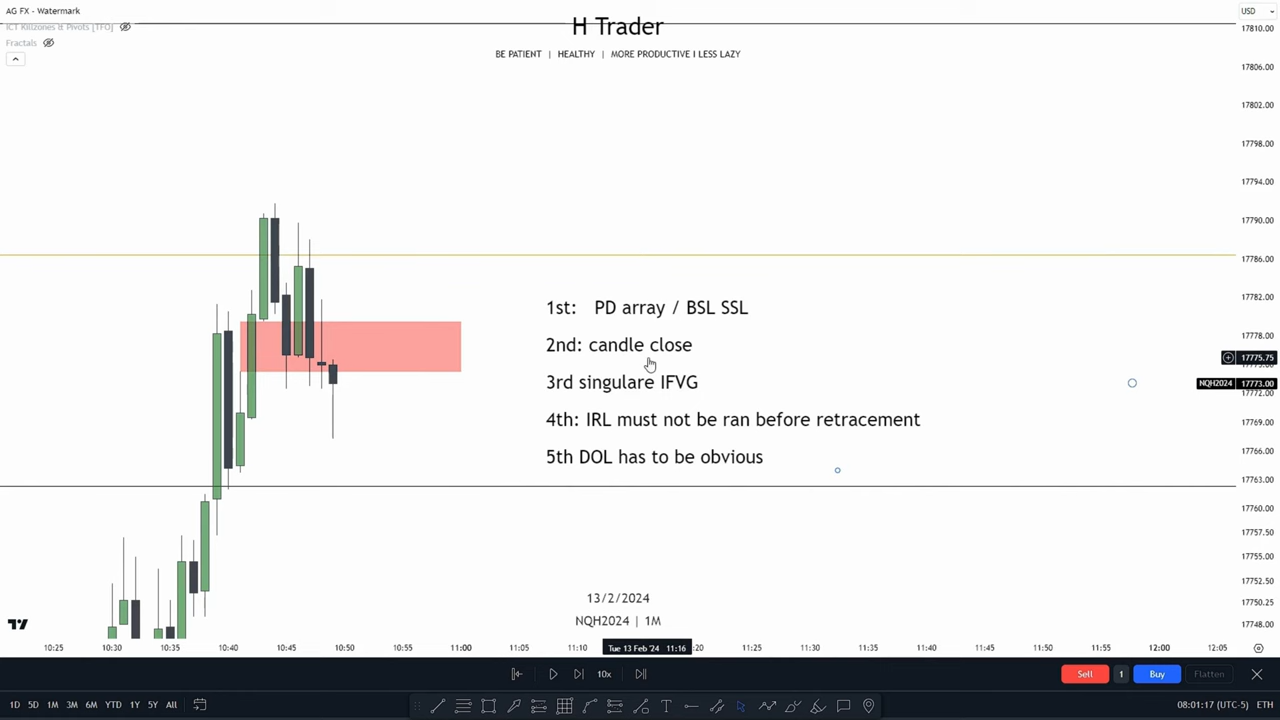 AG FX - Watermark
ICT Killzones & Pivots [TFO]
Fractals
H Trader
BE PATIENT | HEALTHY | MORE PRODUCTIVE I LESS LAZY
USD
17810.00
17806.00
17802.00
17798.00
17794.00
17790.00
17786.00
17782.00
17778.00
17775.75
NQH2024 17773.00
17772.00
17769.00
17766.00
17763.00
17760.00
17757.50
17755.00
17752.50
17750.25
17748.00
1st: PD array / BSL SSL
2nd: candle close
3rd singulare IFVG
4th: IRL must not be ran before retracement
5th DOL has to be obvious
13/2/2024
NQH2024 | 1M
10:25 10:30 10:35 10:40 10:45 10:50 10:55 11:00 11:05 11:10 Tue 13 Feb '24 11:16 :20 11:25 11:30 11:35 11:40 11:45 11:50 11:55 12:00 12:05
10x Sell 1 Buy Flatten
1D 5D 1M 3M 6M YTD 1Y 5Y All 08:01:17 (UTC-5) ETH